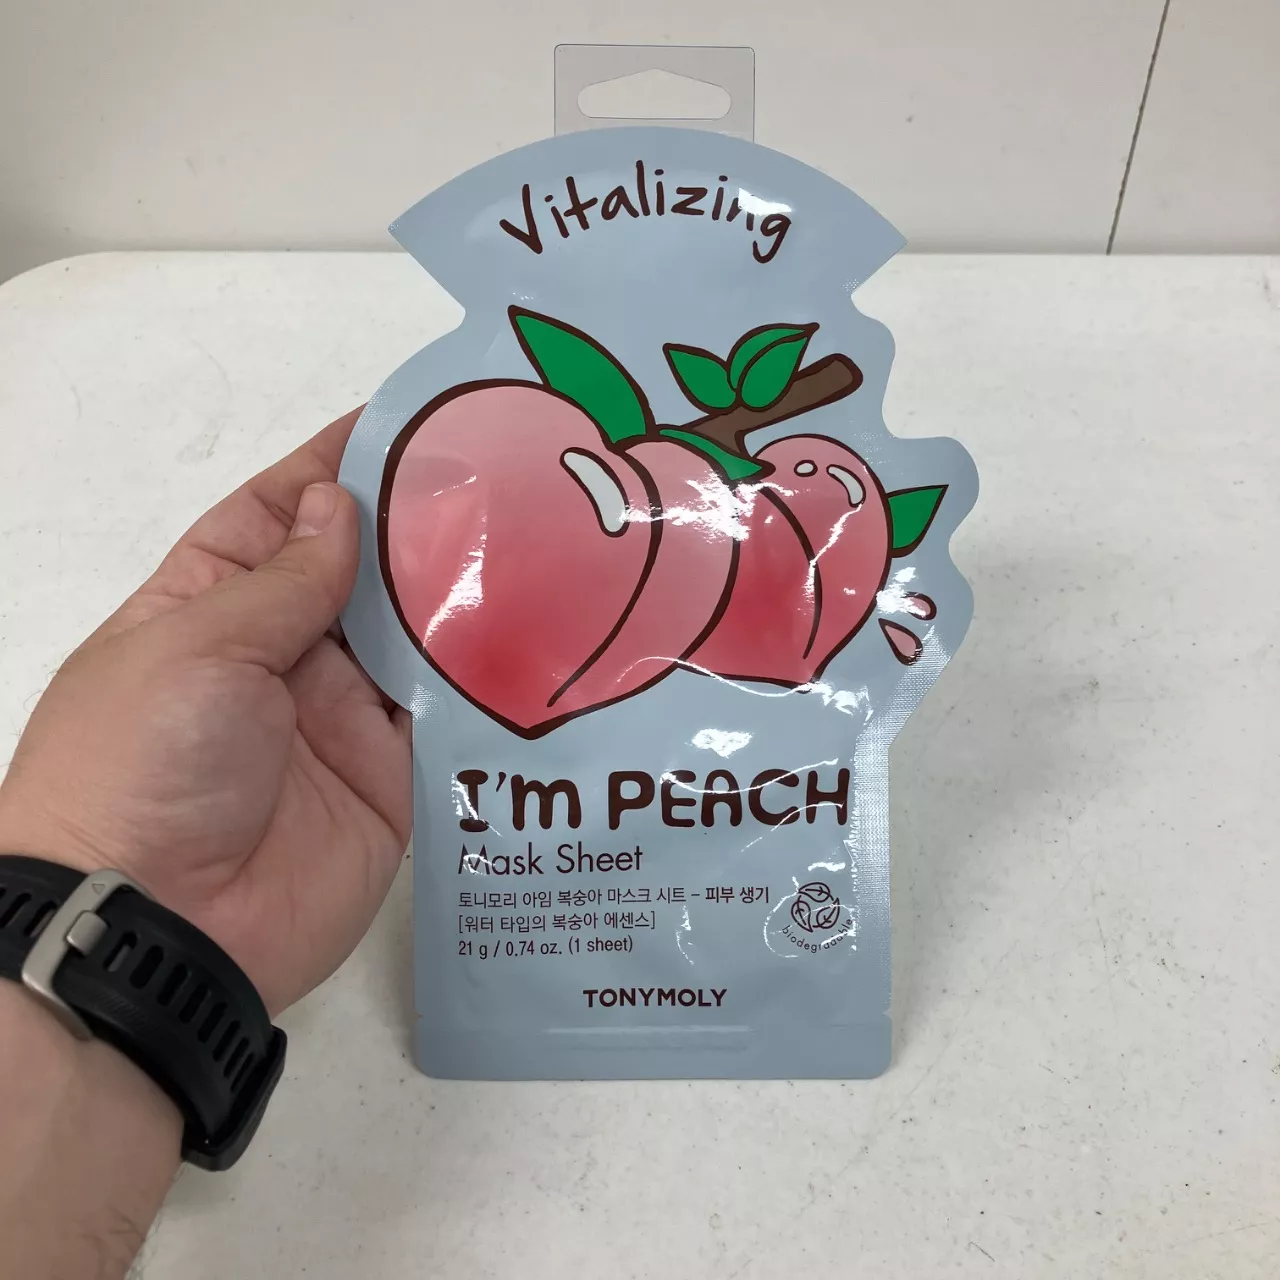 Vitalizing
I'm PEACH
Mask Sheet
토니모리 아임 복숭아 마스크 시트 – 피부 생기
[워터 타입의 복숭아 에센스]
21 g / 0.74 oz. (1 sheet)
biodegradable
TONYMOLY